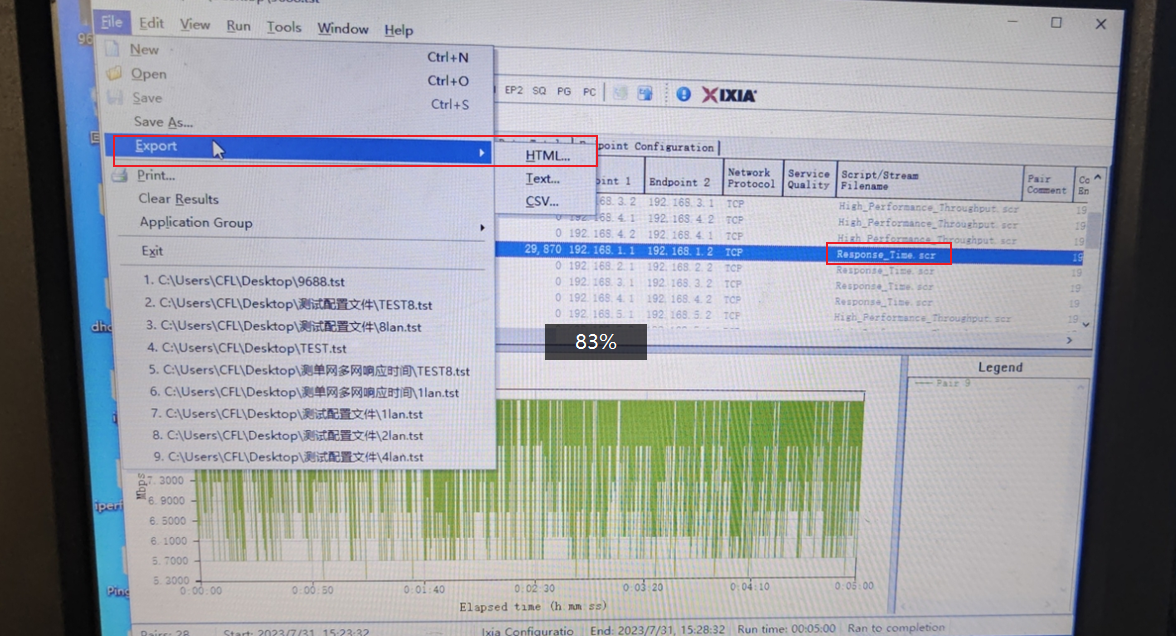 File Edit View Run Tools Window Help
New Ctrl+N
Open Ctrl+O
Save Ctrl+S
Save As...
Export
HTML...
Text...
CSV...
Print...
Clear Results
Application Group
Exit
1. C:\Users\CFL\Desktop\9688.tst
2. C:\Users\CFL\Desktop\测试配置文件\TEST8.tst
3. C:\Users\CFL\Desktop\测试配置文件\8lan.tst
4. C:\Users\CFL\Desktop\TEST.tst
5. C:\Users\CFL\Desktop\测单网多网响应时间\TEST8.tst
6. C:\Users\CFL\Desktop\测单网多网响应时间\1lan.tst
7. C:\Users\CFL\Desktop\测试配置文件\1lan.tst
8. C:\Users\CFL\Desktop\测试配置文件\2lan.tst
9. C:\Users\CFL\Desktop\测试配置文件\4lan.tst
EP2 SQ PG PC XIXIA
Configuration
Endpoint 2 Network Protocol Service Quality Script/Stream Filename Pair Comment
192.168.3.1 TCP High_Performance_Throughput.scr 19
0 192.168.4.1 192.168.4.2 TCP High_Performance_Throughput.scr 19
0 192.168.4.2 192.168.4.1 TCP High_Performance_Throughput.scr 19
29,870 192.168.1.1 192.168.1.2 TCP Response_Time.scr 19
0 192.168.2.1 192.168.2.2 TCP Response_Time.scr 19
0 192.168.3.1 192.168.3.2 TCP Response_Time.scr 19
0 192.168.4.1 192.168.4.2 TCP Response_Time.scr 19
0 192.168.5.1 192.168.5.2 TCP High_Performance_Throughput.scr 19
83%
Legend
Pair 9
Mbps
7.3000
6.9000
6.5000
6.1000
5.7000
5.3000
0:00:00 0:00:50 0:01:40 0:02:30 0:03:20 0:04:10 0:05:00
Elapsed time (h mm ss)
Pairs: 28 Start: 2023/7/31, 15:23:32 Ixia Configuratio End: 2023/7/31, 15:28:32 Run time: 00:05:00 Ran to completion